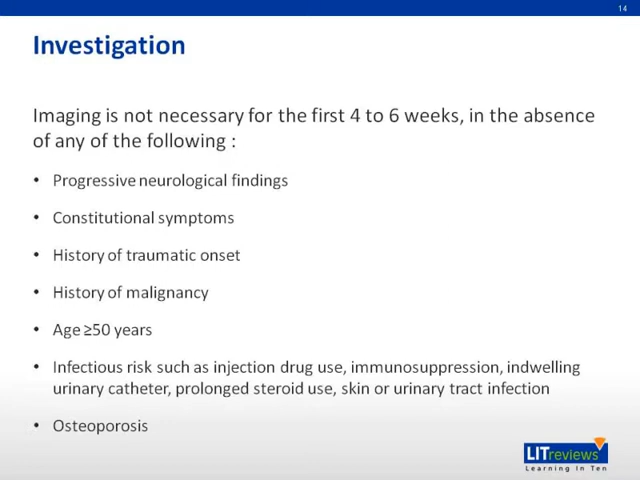 14
Investigation
Imaging is not necessary for the first 4 to 6 weeks, in the absence
of any of the following :
• Progressive neurological findings
• Constitutional symptoms
• History of traumatic onset
• History of malignancy
• Age ≥50 years
• Infectious risk such as injection drug use, immunosuppression, indwelling
urinary catheter, prolonged steroid use, skin or urinary tract infection
• Osteoporosis
LITreviews
Learning In Ten